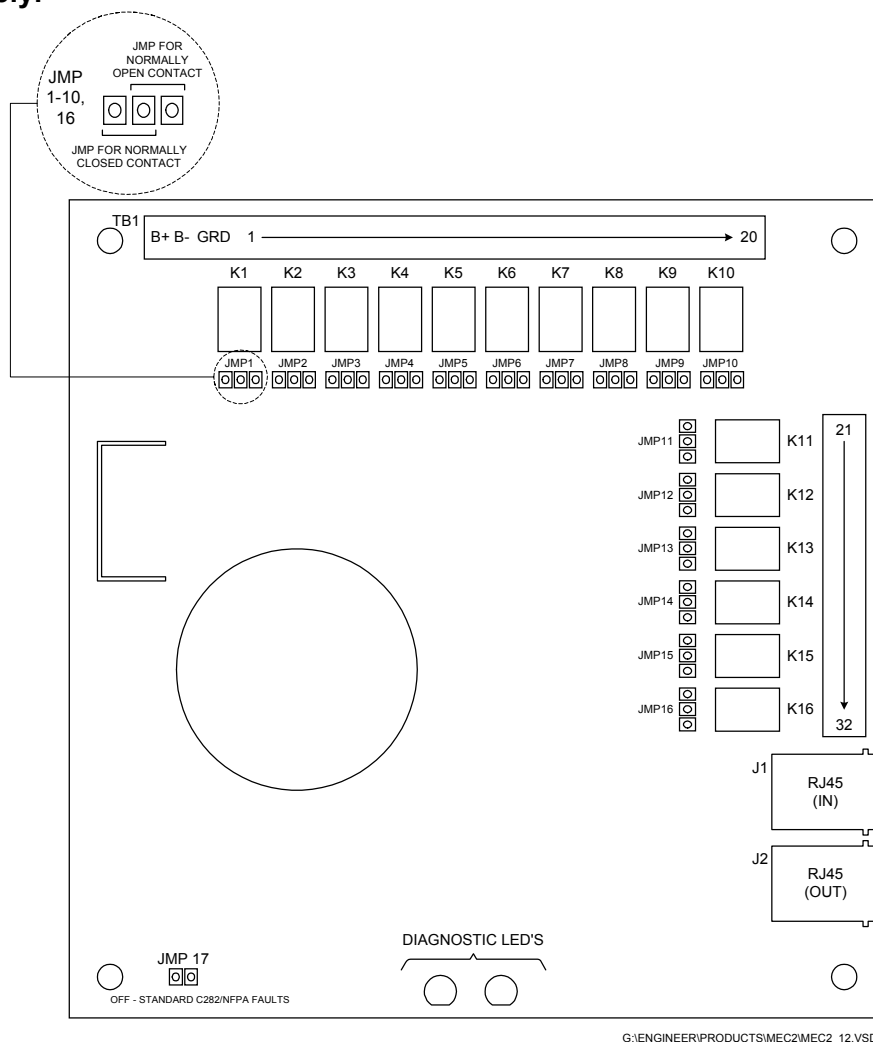 JMP FOR
NORMALLY
OPEN CONTACT
JMP
1-10,
16
JMP FOR NORMALLY
CLOSED CONTACT
TB1
B+ B- GRD 1 20
K1 K2 K3 K4 K5 K6 K7 K8 K9 K10
JMP1 JMP2 JMP3 JMP4 JMP5 JMP6 JMP7 JMP8 JMP9 JMP10
JMP11 K11 21
JMP12 K12
JMP13 K13
JMP14 K14
JMP15 K15
JMP16 K16
32
J1
RJ45
(IN)
J2
RJ45
(OUT)
DIAGNOSTIC LED'S
JMP 17
OFF - STANDARD C282/NFPA FAULTS
G:\ENGINEER\PRODUCTS\MEC2\MEC2_12.VSD